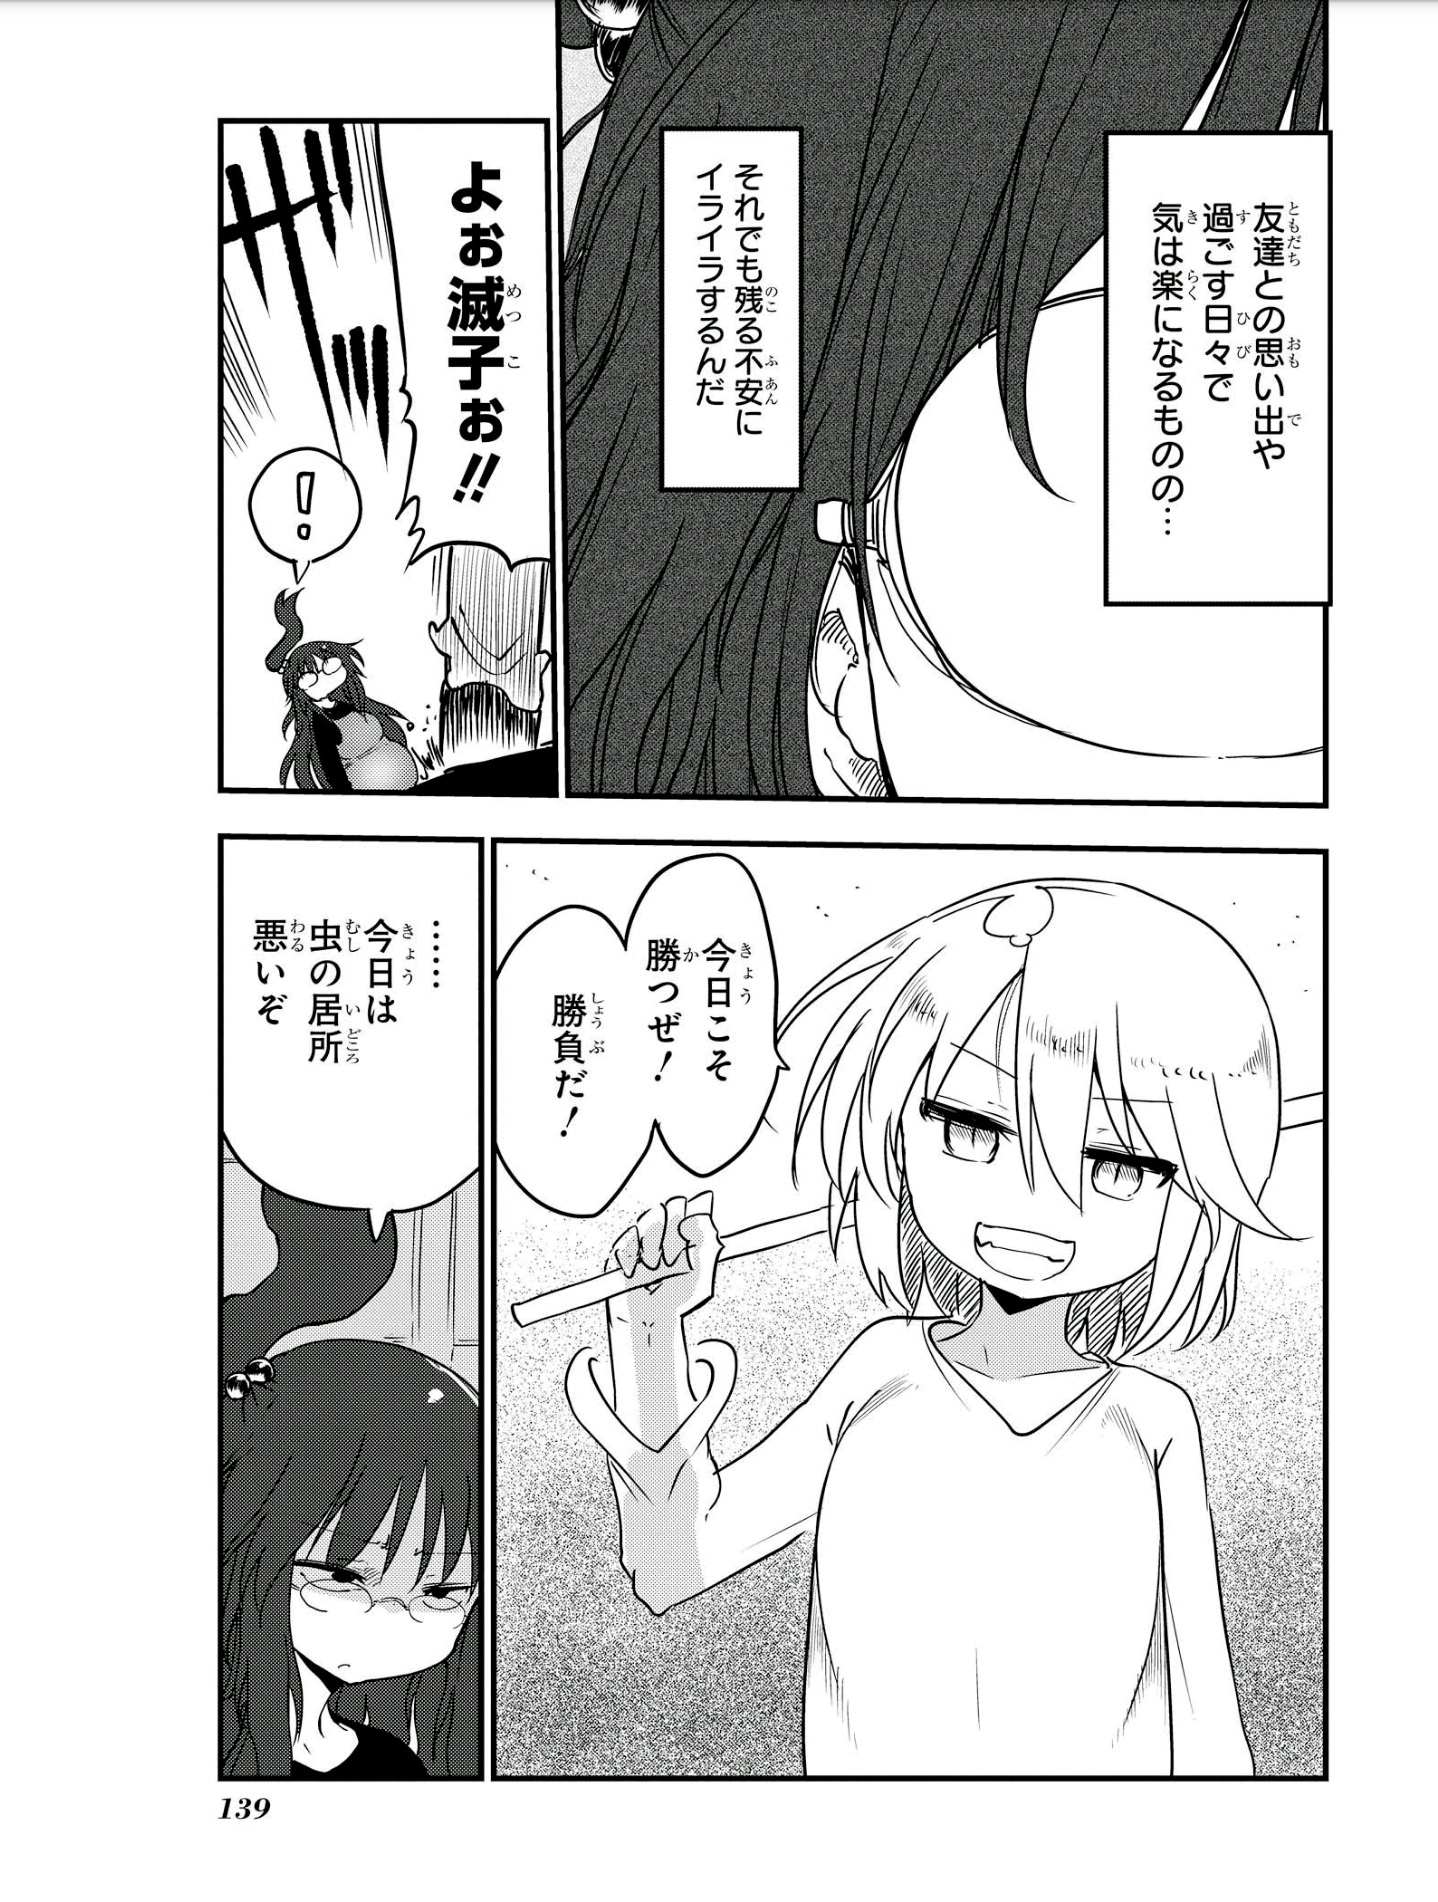 友達との思い出や
過ごす日々で
気は楽になるものの…
それでも残る不安に
イライラするんだ
よぉ滅子ぉ!!
ザッ
!
今日こそ
勝つぜ!
勝負だ!
……
今日は
虫の居所
悪いぞ
139